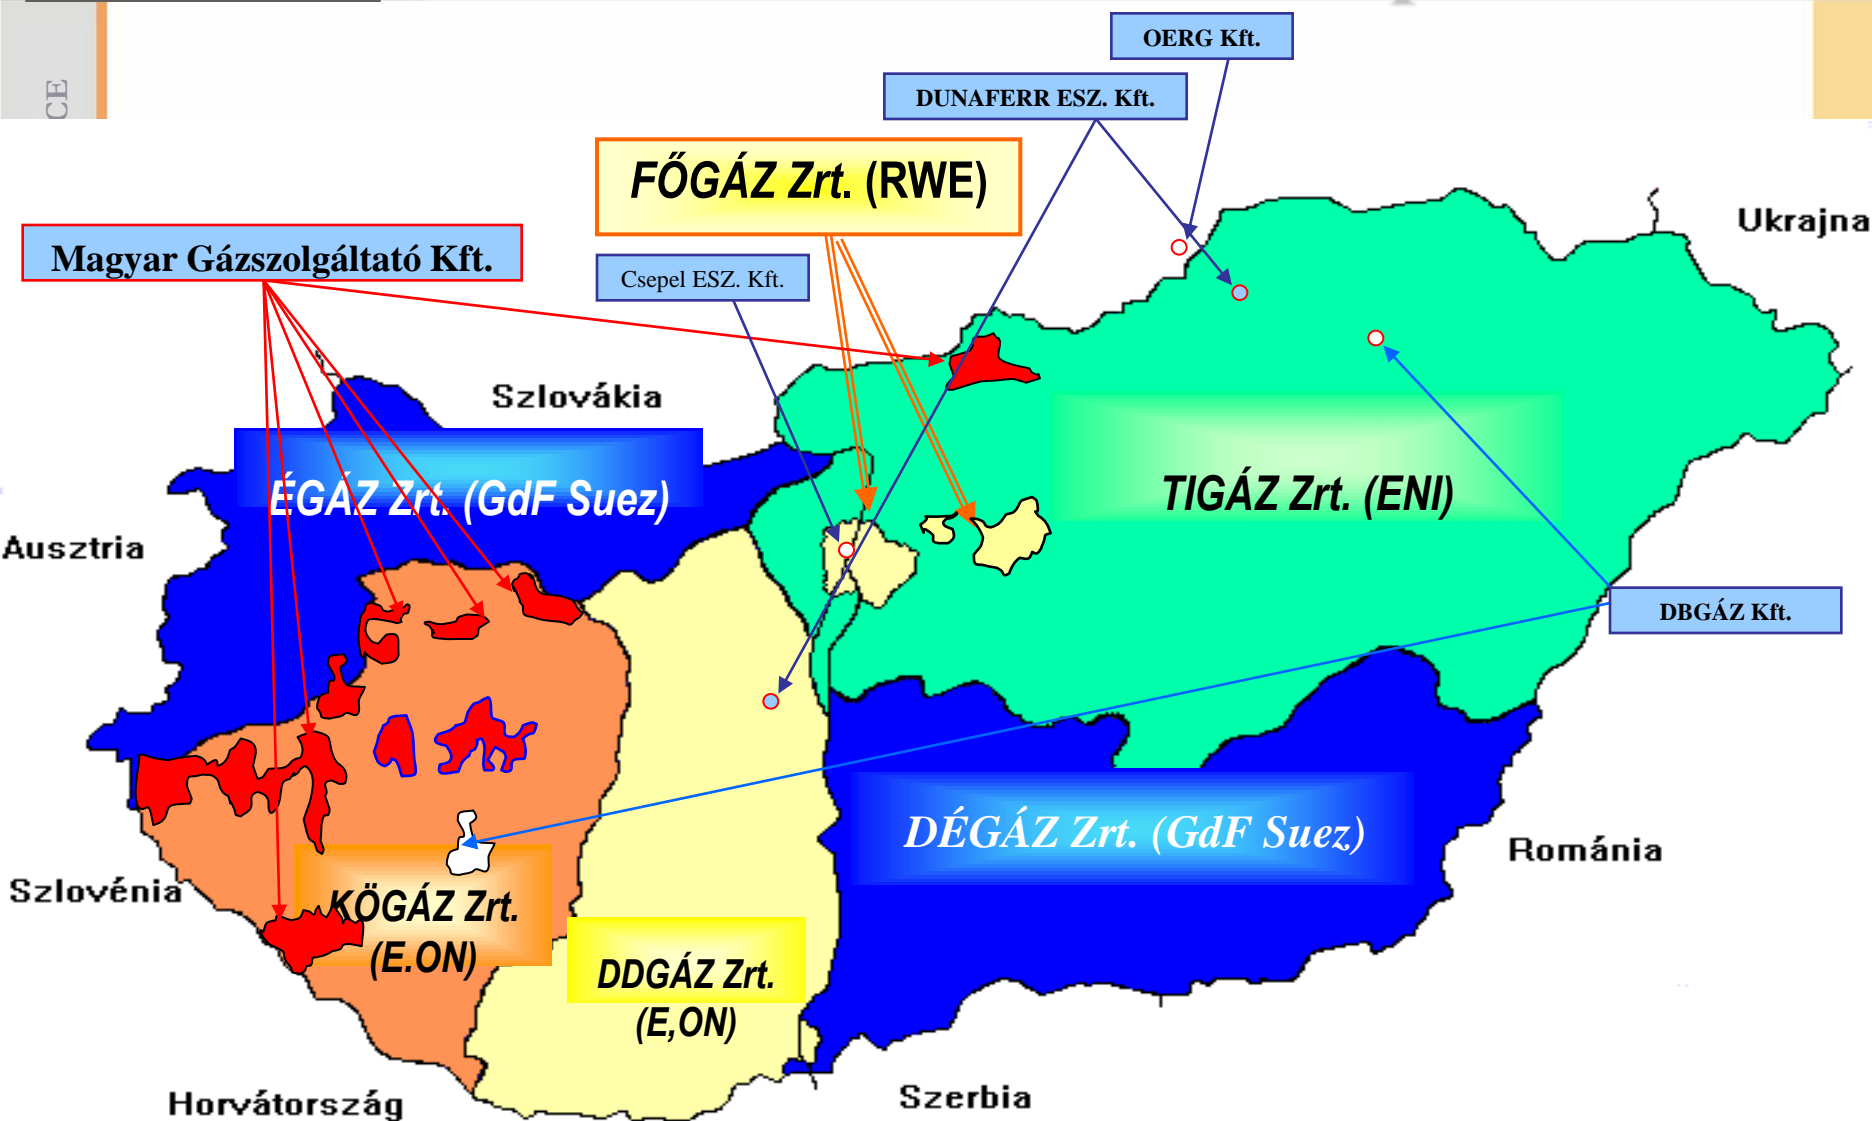 CE
OERG Kft.
DUNAFERR ESZ. Kft.
FŐGÁZ Zrt. (RWE)
Ukrajna
Magyar Gázszolgáltató Kft.
Csepel ESZ. Kft.
Szlovákia
ÉGÁZ Zrt. (GdF Suez)
TIGÁZ Zrt. (ENI)
Ausztria
DBGÁZ Kft.
DÉGÁZ Zrt. (GdF Suez)
Románia
Szlovénia
KÖGÁZ Zrt.
(E.ON)
DDGÁZ Zrt.
(E,ON)
Szerbia
Horvátország